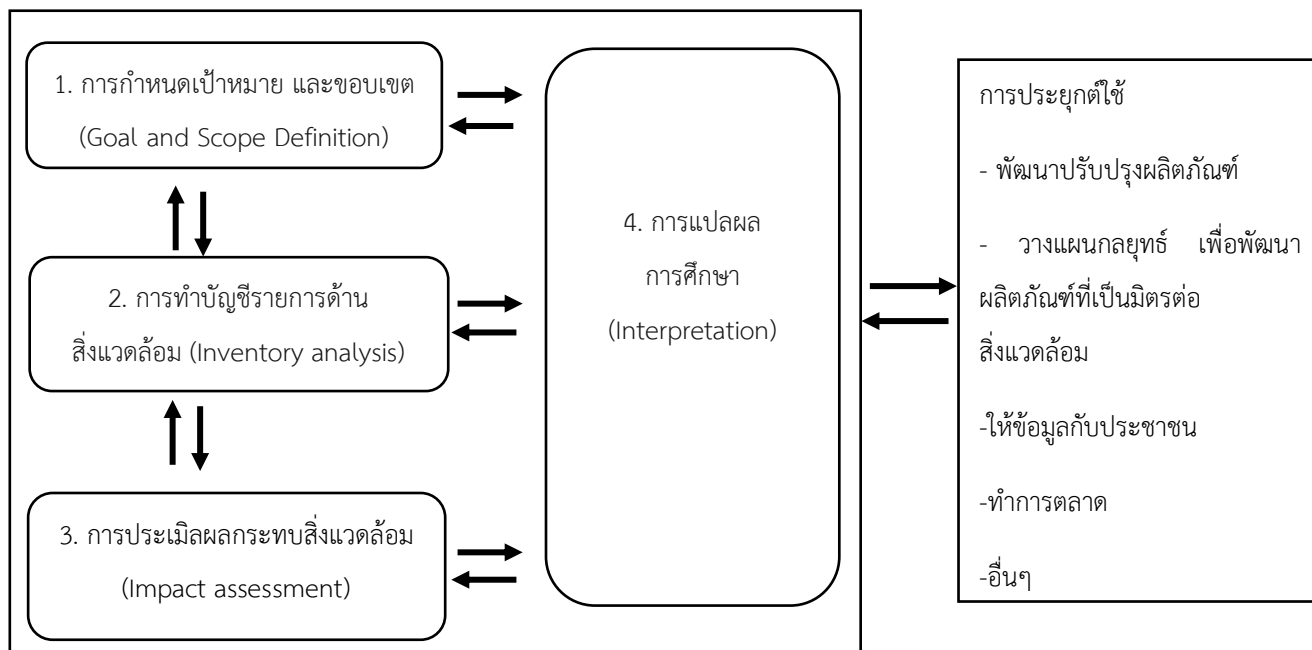 1. การกำหนดเป้าหมาย และขอบเขต
(Goal and Scope Definition)
2. การทำบัญชีรายการด้าน
สิ่งแวดล้อม (Inventory analysis)
3. การประเมิลผลกระทบสิ่งแวดล้อม
(Impact assessment)
4. การแปลผล
การศึกษา
(Interpretation)
การประยุกต์ใช้
- พัฒนาปรับปรุงผลิตภัณฑ์
- วางแผนกลยุทธ์ เพื่อพัฒนา
ผลิตภัณฑ์ที่เป็นมิตรต่อ
สิ่งแวดล้อม
-ให้ข้อมูลกับประชาชน
-ทำการตลาด
-อื่นๆ